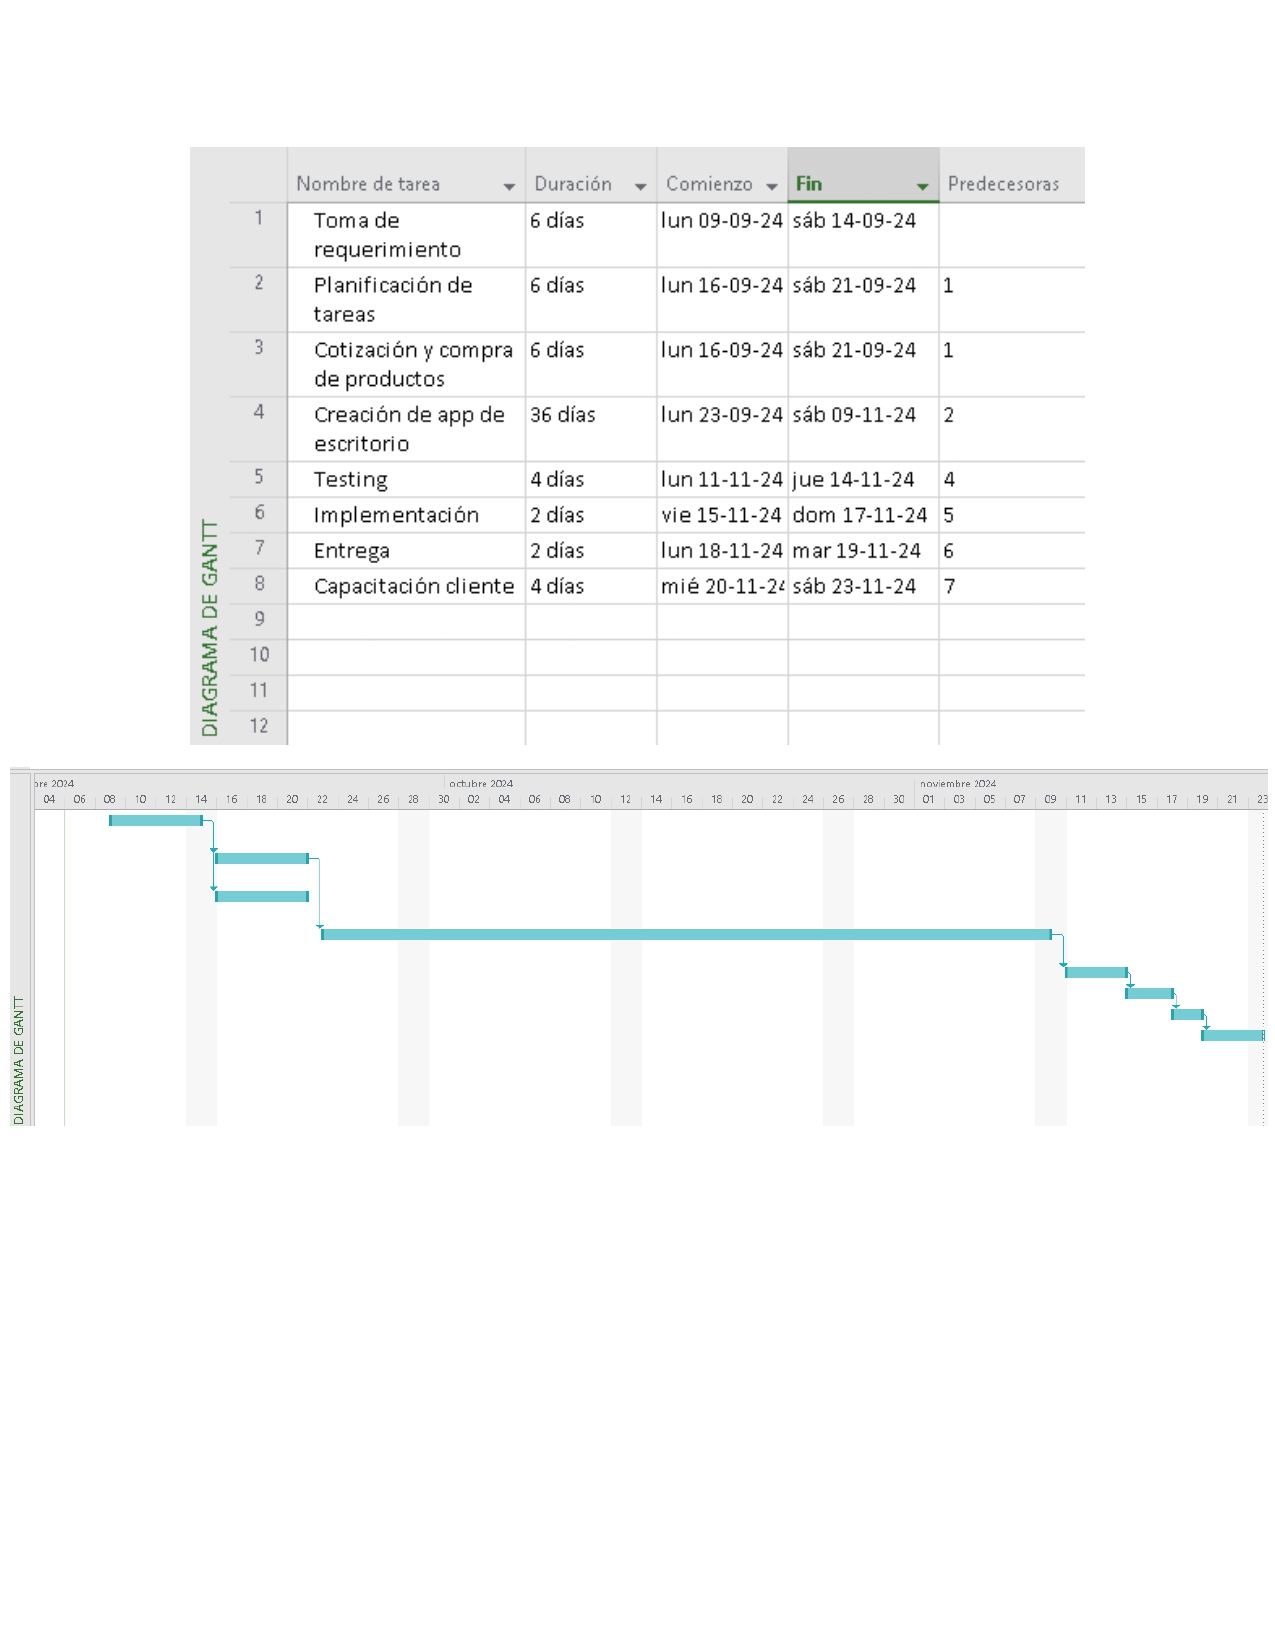 Nombre de tarea Duración Comienzo Fin Predecesoras
1 Toma de requerimiento 6 días lun 09-09-24 sáb 14-09-24
2 Planificación de tareas 6 días lun 16-09-24 sáb 21-09-24 1
3 Cotización y compra de productos 6 días lun 16-09-24 sáb 21-09-24 1
4 Creación de app de escritorio 36 días lun 23-09-24 sáb 09-11-24 2
5 Testing 4 días lun 11-11-24 jue 14-11-24 4
6 Implementación 2 días vie 15-11-24 dom 17-11-24 5
7 Entrega 2 días lun 18-11-24 mar 19-11-24 6
8 Capacitación cliente 4 días mié 20-11-24 sáb 23-11-24 7
9
10
11
12
DIAGRAMA DE GANTT
bre 2024 octubre 2024 noviembre 2024
04 06 08 10 12 14 16 18 20 22 24 26 28 30 02 04 06 08 10 12 14 16 18 20 22 24 26 28 30 01 03 05 07 09 11 13 15 17 19 21 23
DIAGRAMA DE GANTT